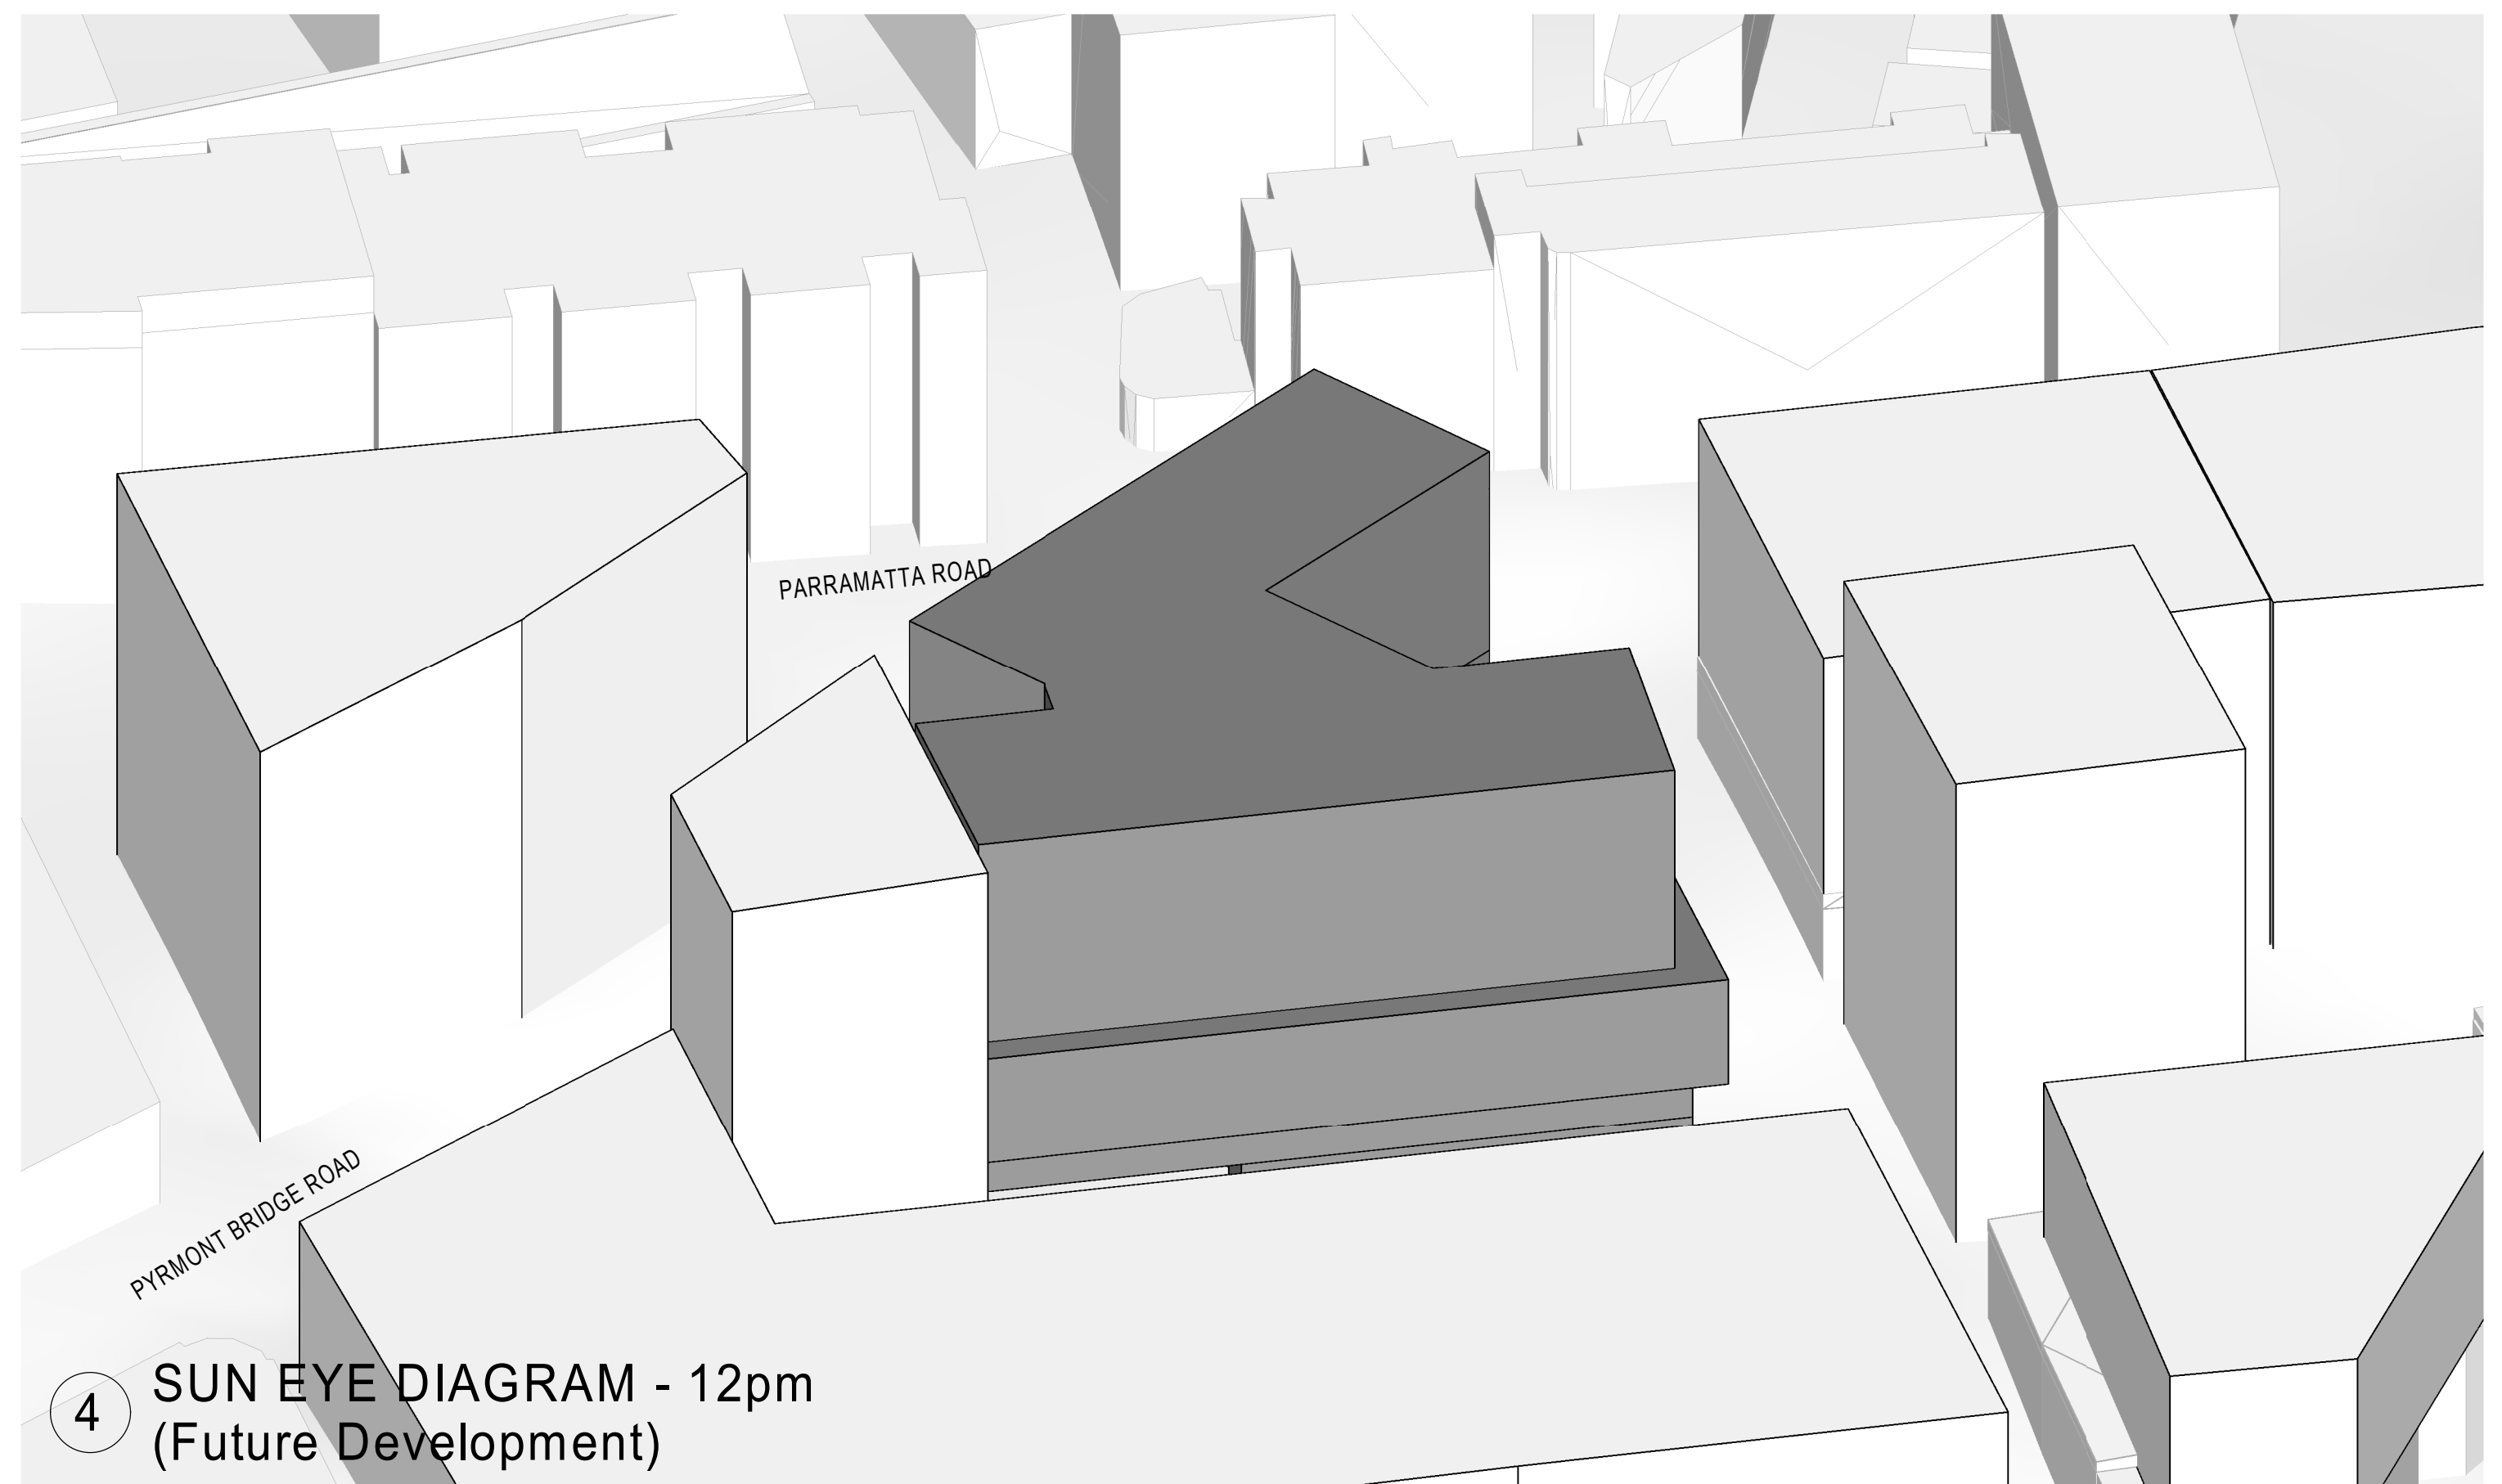 PARRAMATTA ROAD
PYRMONT BRIDGE ROAD
4
SUN EYE DIAGRAM - 12pm
(Future Development)